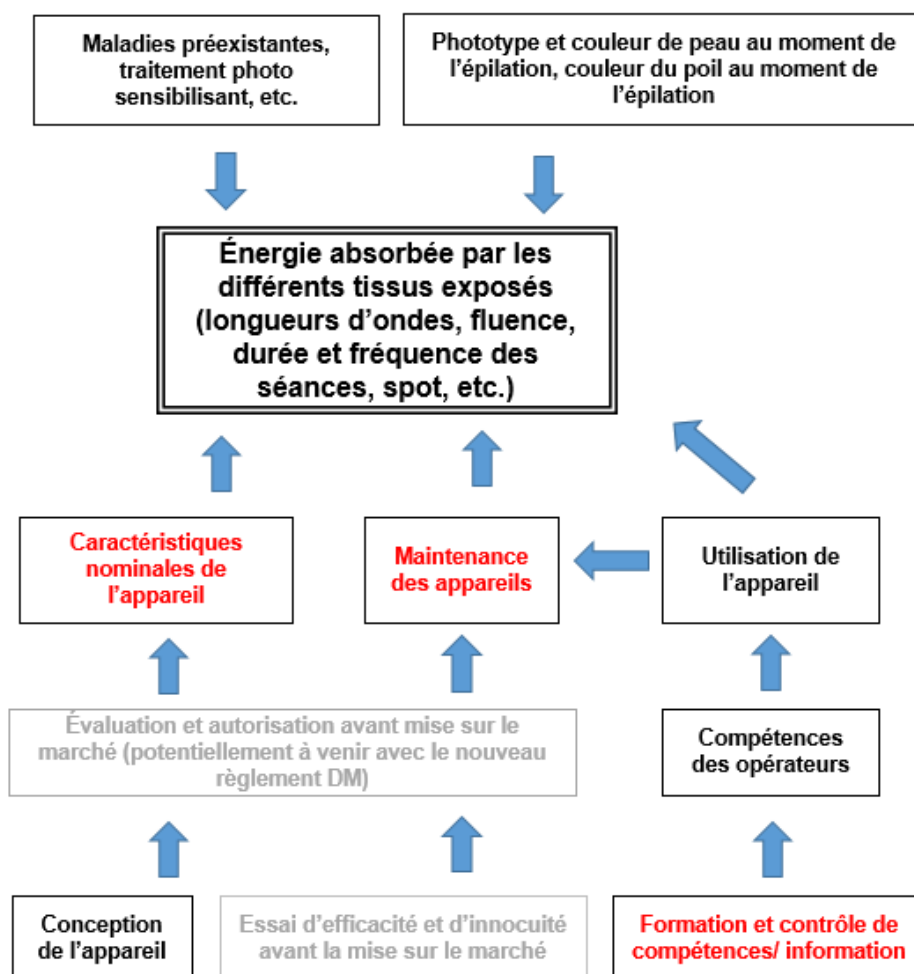 Maladies préexistantes,
traitement photo
sensibilisant, etc.
Phototype et couleur de peau au moment de
l'épilation, couleur du poil au moment de
l'épilation
Énergie absorbée par les
différents tissus exposés
(longueurs d'ondes, fluence,
durée et fréquence des
séances, spot, etc.)
Caractéristiques
nominales de
l'appareil
Maintenance
des appareils
Utilisation de
l'appareil
Évaluation et autorisation avant mise sur le
marché (potentiellement à venir avec le nouveau
règlement DM)
Compétences
des opérateurs
Conception
de l'appareil
Essai d'efficacité et d'innocuité
avant la mise sur le marché
Formation et contrôle de
compétences/ information